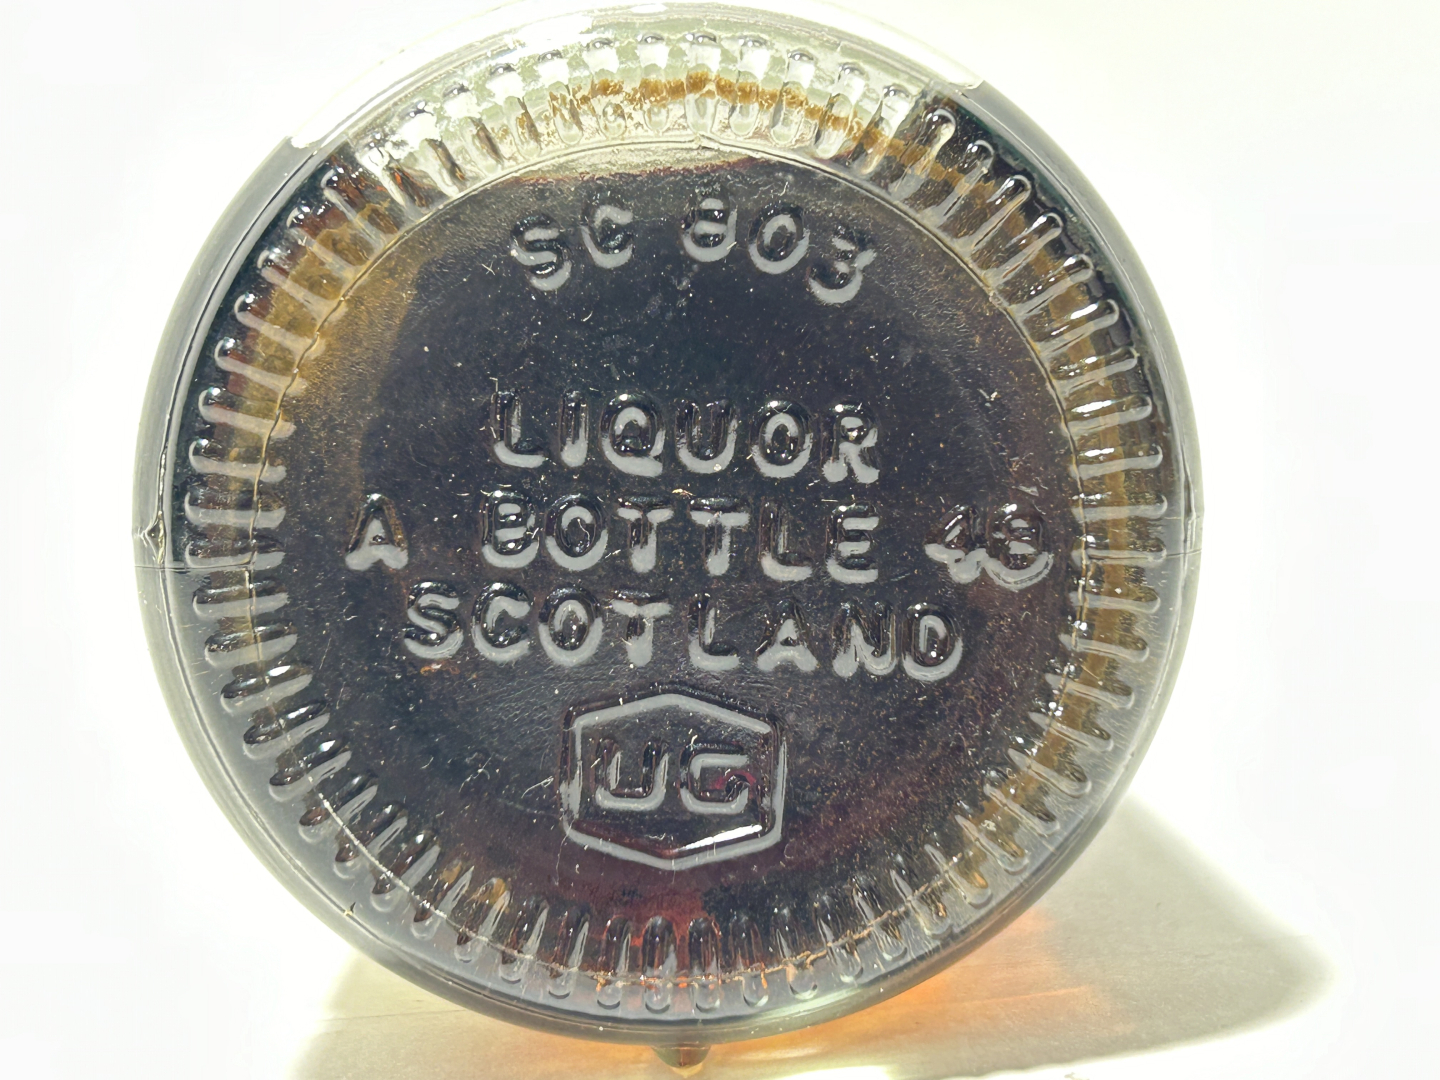 SC 803
LIQUOR
A BOTTLE 48
SCOTLAND
UG